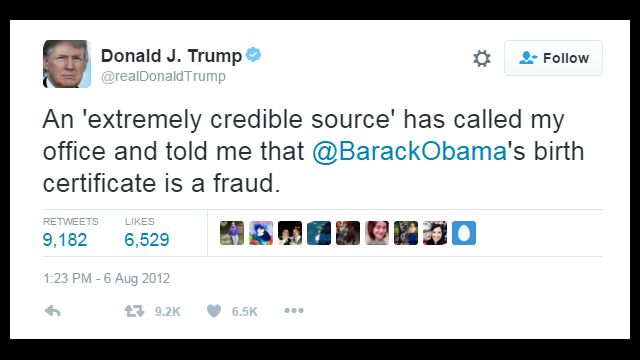 Donald J. Trump
Follow
@realDonaldTrump
An 'extremely credible source' has called my
office and told me that @BarackObama's birth
certificate is a fraud.
RETWEETS LIKES
9,182 6,529
1:23 PM - 6 Aug 2012
9.2K 6.5K